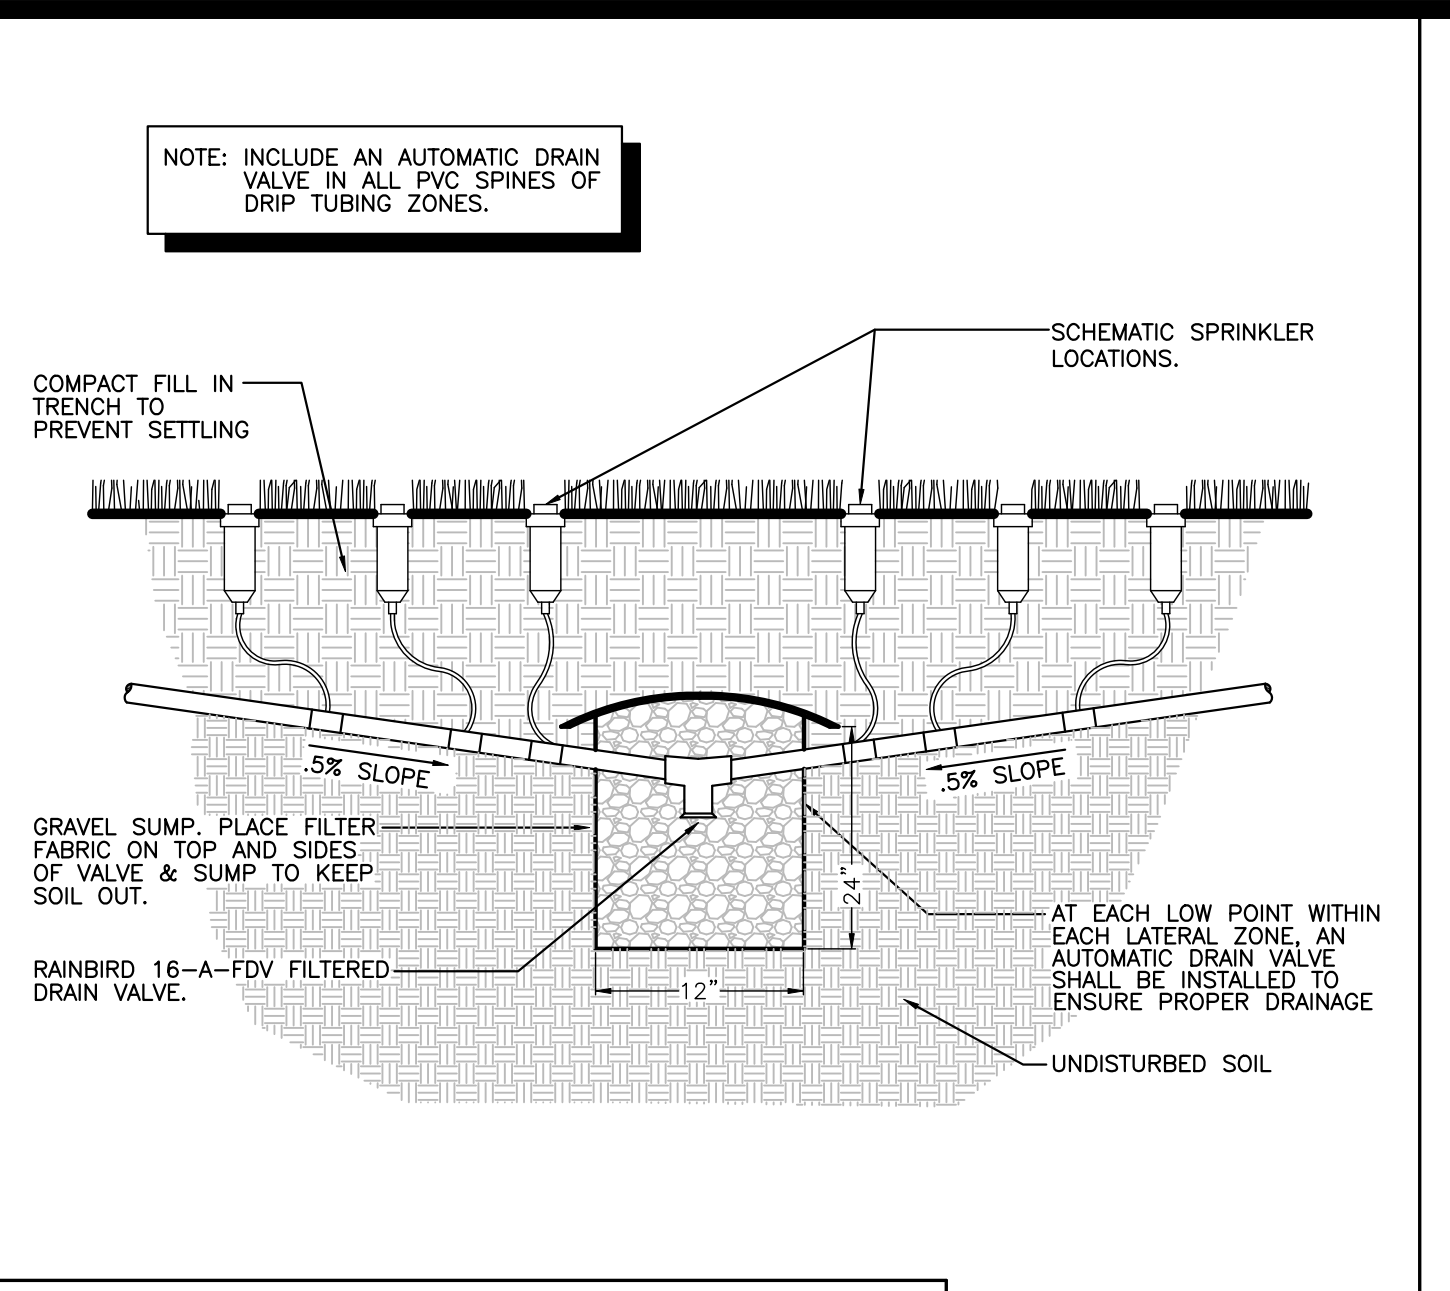 NOTE: INCLUDE AN AUTOMATIC DRAIN
VALVE IN ALL PVC SPINES OF
DRIP TUBING ZONES.
SCHEMATIC SPRINKLER
LOCATIONS.
COMPACT FILL IN
TRENCH TO
PREVENT SETTLING
.5% SLOPE
.5% SLOPE
GRAVEL SUMP. PLACE FILTER
FABRIC ON TOP AND SIDES
OF VALVE & SUMP TO KEEP
SOIL OUT.
24"
RAINBIRD 16-A-FDV FILTERED
DRAIN VALVE.
12"
AT EACH LOW POINT WITHIN
EACH LATERAL ZONE, AN
AUTOMATIC DRAIN VALVE
SHALL BE INSTALLED TO
ENSURE PROPER DRAINAGE
UNDISTURBED SOIL